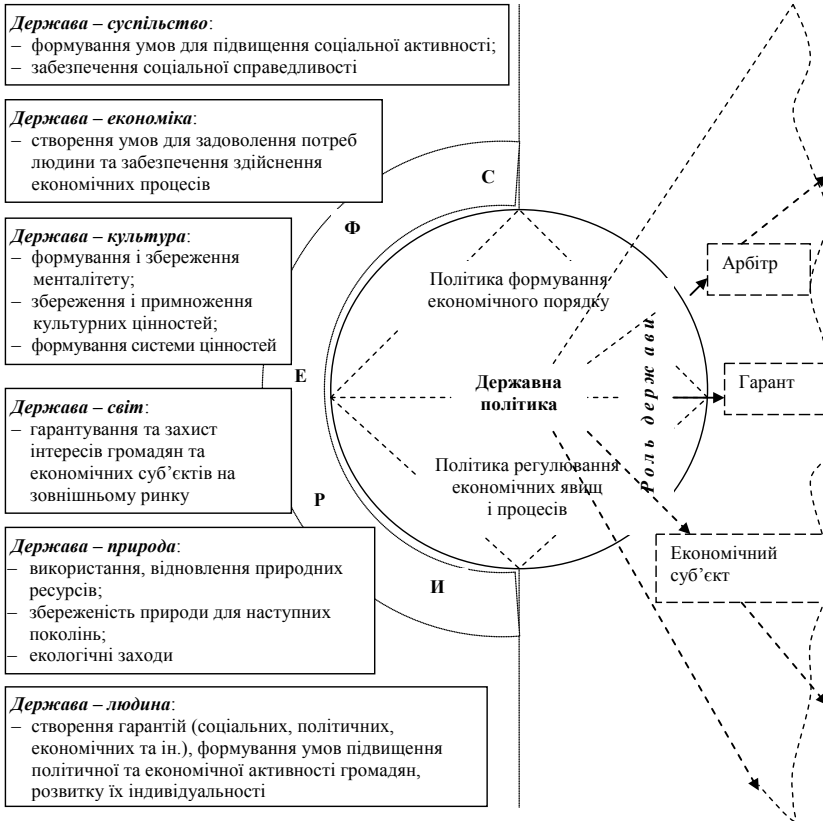 Держава – суспільство:
– формування умов для підвищення соціальної активності;
– забезпечення соціальної справедливості
Держава – економіка:
– створення умов для задоволення потреб
людини та забезпечення здійснення
економічних процесів
Держава – культура:
– формування і збереження
менталітету;
– збереження і примноження
культурних цінностей;
– формування системи цінностей
Держава – світ:
– гарантування та захист
інтересів громадян та
економічних суб’єктів на
зовнішньому ринку
Держава – природа:
– використання, відновлення природних
ресурсів;
– збереженість природи для наступних
поколінь;
– екологічні заходи
Держава – людина:
– створення гарантій (соціальних, політичних,
економічних та ін.), формування умов підвищення
політичної та економічної активності громадян,
розвитку їх індивідуальності
С
Ф
Е
Р
И
Політика формування
економічного порядку
Державна
політика
Політика регулювання
економічних явищ
і процесів
Роль держави
Арбітр
Гарант
Економічний
суб’єкт